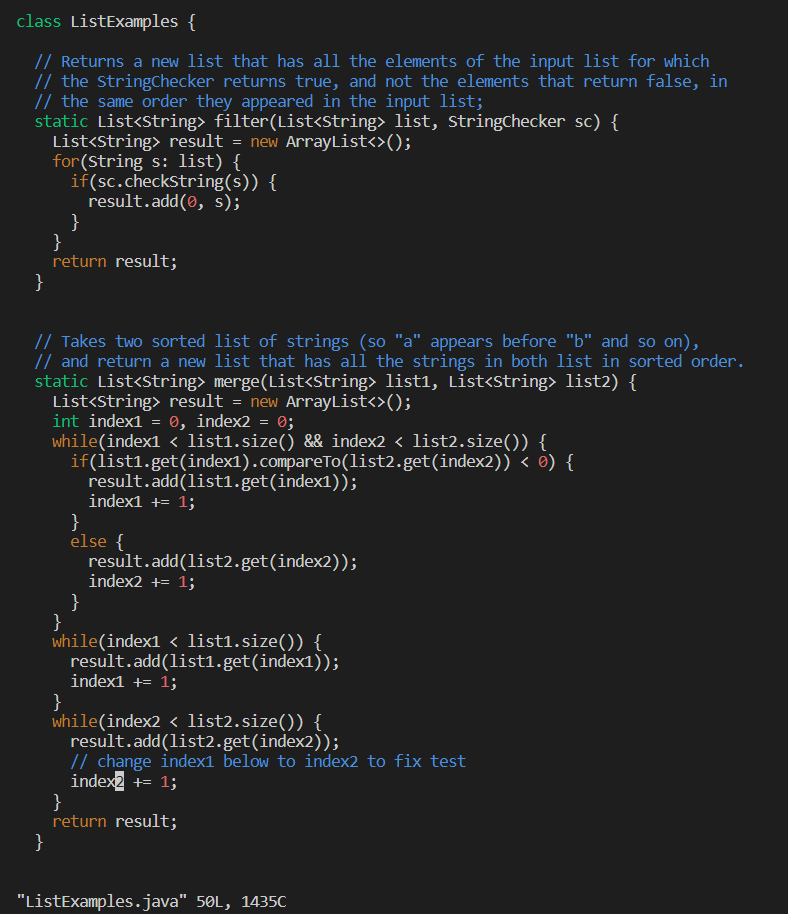 class ListExamples {
  // Returns a new list that has all the elements of the input list for which
  // the StringChecker returns true, and not the elements that return false, in
  // the same order they appeared in the input list;
  static List<String> filter(List<String> list, StringChecker sc) {
    List<String> result = new ArrayList<>();
    for(String s: list) {
      if(sc.checkString(s)) {
        result.add(0, s);
      }
    }
    return result;
  }
  // Takes two sorted list of strings (so "a" appears before "b" and so on),
  // and return a new list that has all the strings in both list in sorted order.
  static List<String> merge(List<String> list1, List<String> list2) {
    List<String> result = new ArrayList<>();
    int index1 = 0, index2 = 0;
    while(index1 < list1.size() && index2 < list2.size()) {
      if(list1.get(index1).compareTo(list2.get(index2)) < 0) {
        result.add(list1.get(index1));
        index1 += 1;
      }
      else {
        result.add(list2.get(index2));
        index2 += 1;
      }
    }
    while(index1 < list1.size()) {
      result.add(list1.get(index1));
      index1 += 1;
    }
    while(index2 < list2.size()) {
      result.add(list2.get(index2));
      // change index1 below to index2 to fix test
      index2 += 1;
    }
    return result;
  }
"ListExamples.java" 50L, 1435C